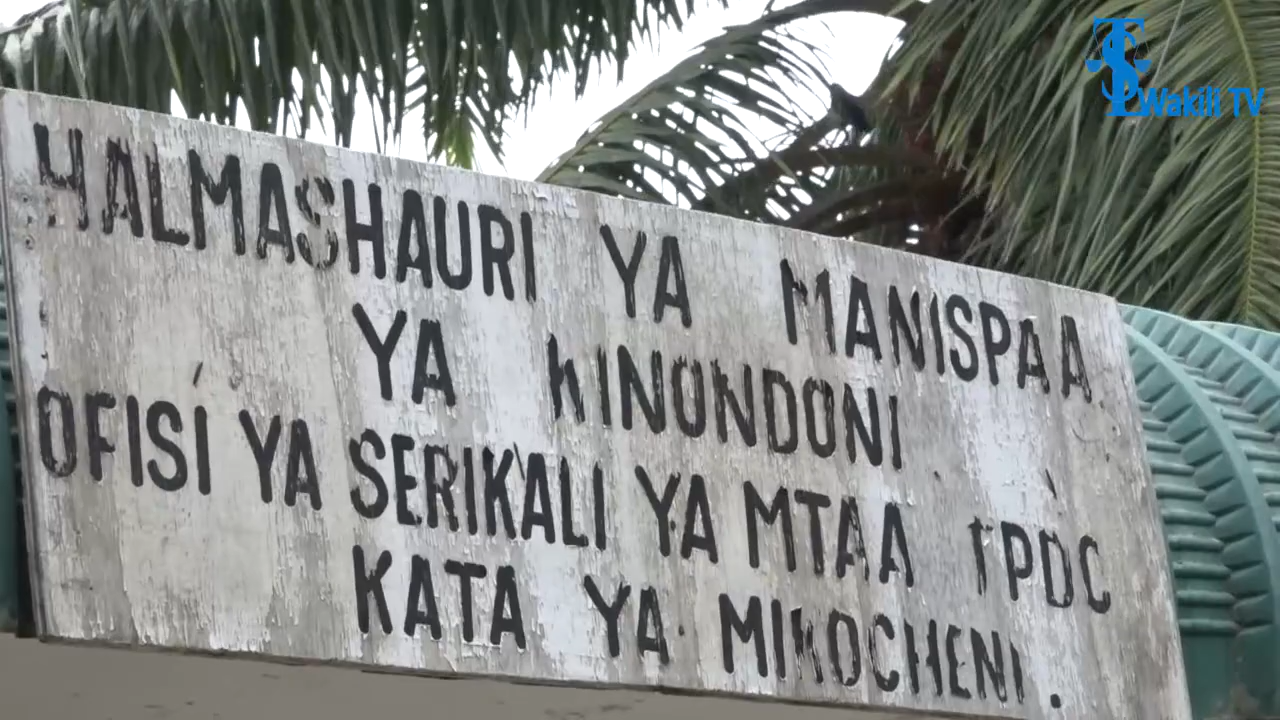 HALMASHAURI YA MANISPAA
YA KINONDONI
OFISI YA SERIKALI YA MTAA TPDC
KATA YA MIKOCHENI.
Wakili TV